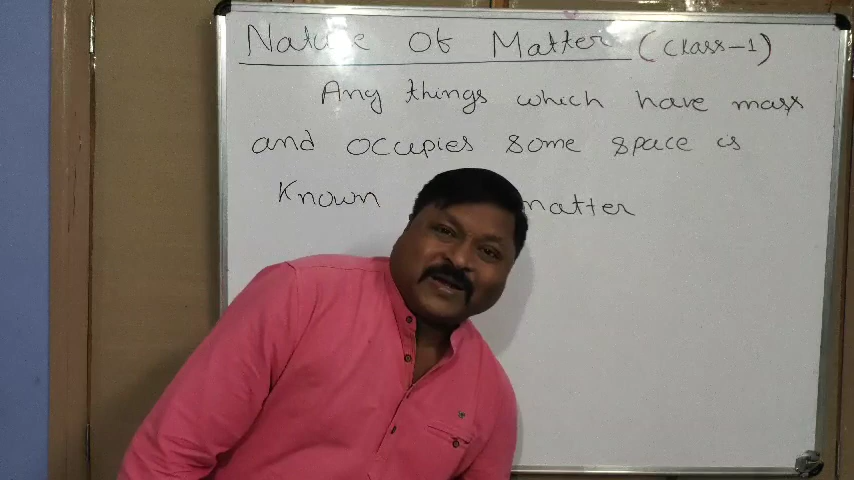 Nature Of Matter (Class-1)
Any things which have mass
and occupies some space is
Known matter